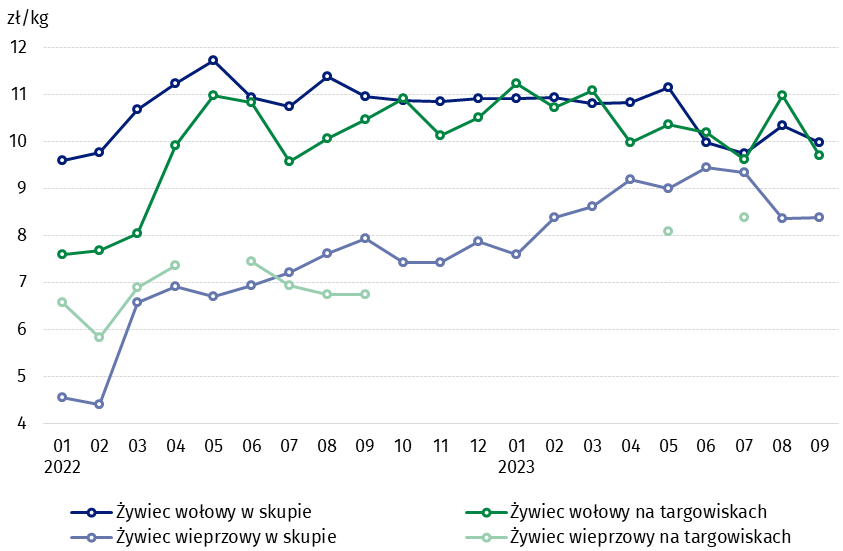 zł/kg
12
11
10
9
8
7
6
5
4
01 02 03 04 05 06 07 08 09 10 11 12 01 02 03 04 05 06 07 08 09
2022 2023
Żywiec wołowy w skupie Żywiec wołowy na targowiskach
Żywiec wieprzowy w skupie Żywiec wieprzowy na targowiskach